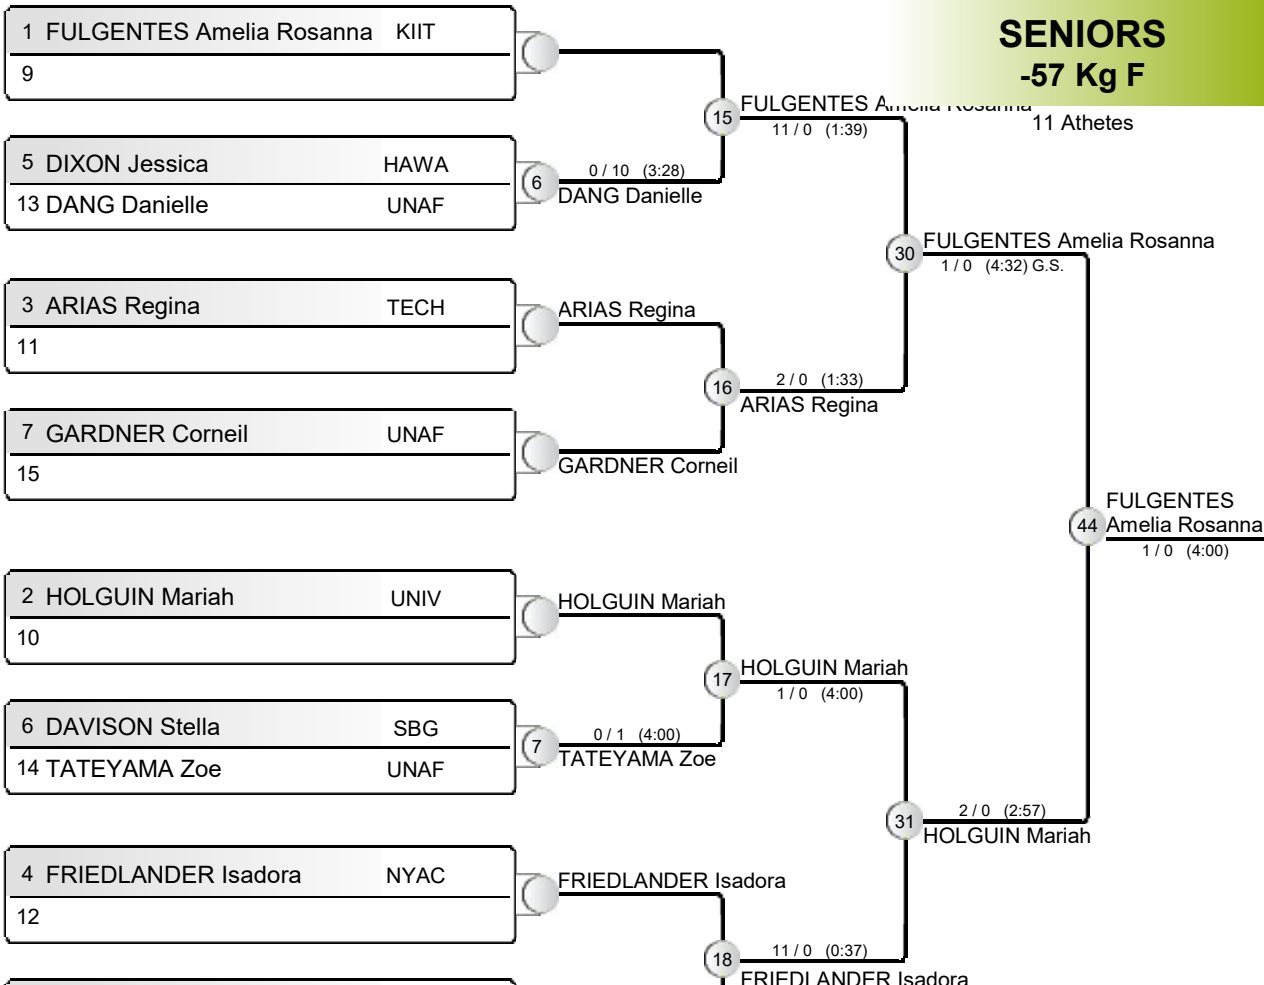 SENIORS
-57 Kg F
11 Athetes
1 FULGENTES Amelia Rosanna KIIT
9
5 DIXON Jessica HAWA
13 DANG Danielle UNAF
3 ARIAS Regina TECH
11
7 GARDNER Corneil UNAF
15
2 HOLGUIN Mariah UNIV
10
6 DAVISON Stella SBG
14 TATEYAMA Zoe UNAF
4 FRIEDLANDER Isadora NYAC
12
6
0 / 10 (3:28)
DANG Danielle
ARIAS Regina
GARDNER Corneil
HOLGUIN Mariah
7
0 / 1 (4:00)
TATEYAMA Zoe
FRIEDLANDER Isadora
15
FULGENTES Amelia Rosanna
11 / 0 (1:39)
16
2 / 0 (1:33)
ARIAS Regina
17
HOLGUIN Mariah
1 / 0 (4:00)
18
11 / 0 (0:37)
FRIEDLANDER Isadora
30
FULGENTES Amelia Rosanna
1 / 0 (4:32) G.S.
31
2 / 0 (2:57)
HOLGUIN Mariah
44
FULGENTES
Amelia Rosanna
1 / 0 (4:00)